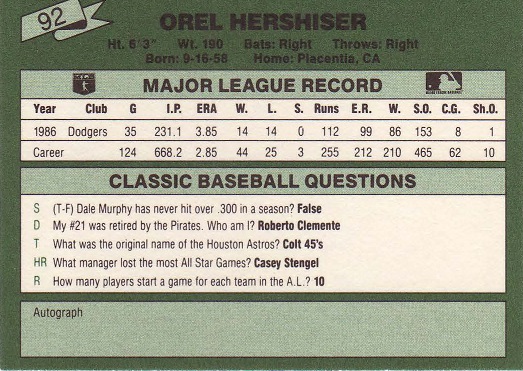 92
OREL HERSHISER
Ht. 6'3" Wt. 190 Bats: Right Throws: Right
Born: 9-16-58 Home: Placentia, CA
MAJOR LEAGUE RECORD
Year Club G I.P. ERA W. L. S. Runs E.R. W. S.O. C.G. Sh.O.
1986 Dodgers 35 231.1 3.85 14 14 0 112 99 86 153 8 1
Career 124 668.2 2.85 44 25 3 255 212 210 465 62 10
CLASSIC BASEBALL QUESTIONS
S (T-F) Dale Murphy has never hit over .300 in a season? False
D My #21 was retired by the Pirates. Who am I? Roberto Clemente
T What was the original name of the Houston Astros? Colt 45's
HR What manager lost the most All Star Games? Casey Stengel
R How many players start a game for each team in the A.L.? 10
Autograph